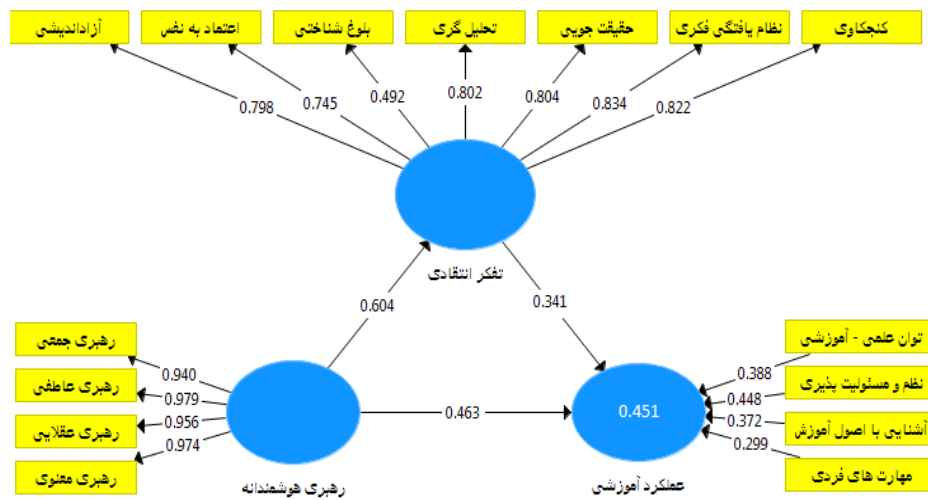 کنجکاوی
نظام یافتگی فکری
حقیقت جویی
تحلیل گری
بلوغ شناختی
اعتماد به نفس
آزاداندیشی
0.798
0.745
0.492
0.802
0.804
0.834
0.822
تفکر انتقادی
0.604
0.341
رهبری جمعی
رهبری عاطفی
رهبری عقلایی
رهبری معنوی
0.940
0.979
0.956
0.974
رهبری هوشمندانه
0.463
0.451
عملکرد آموزشی
0.388
0.448
0.372
0.299
توان علمی - آموزشی
نظم و مسئولیت پذیری
آشنایی با اصول آموزش
مهارت های فردی